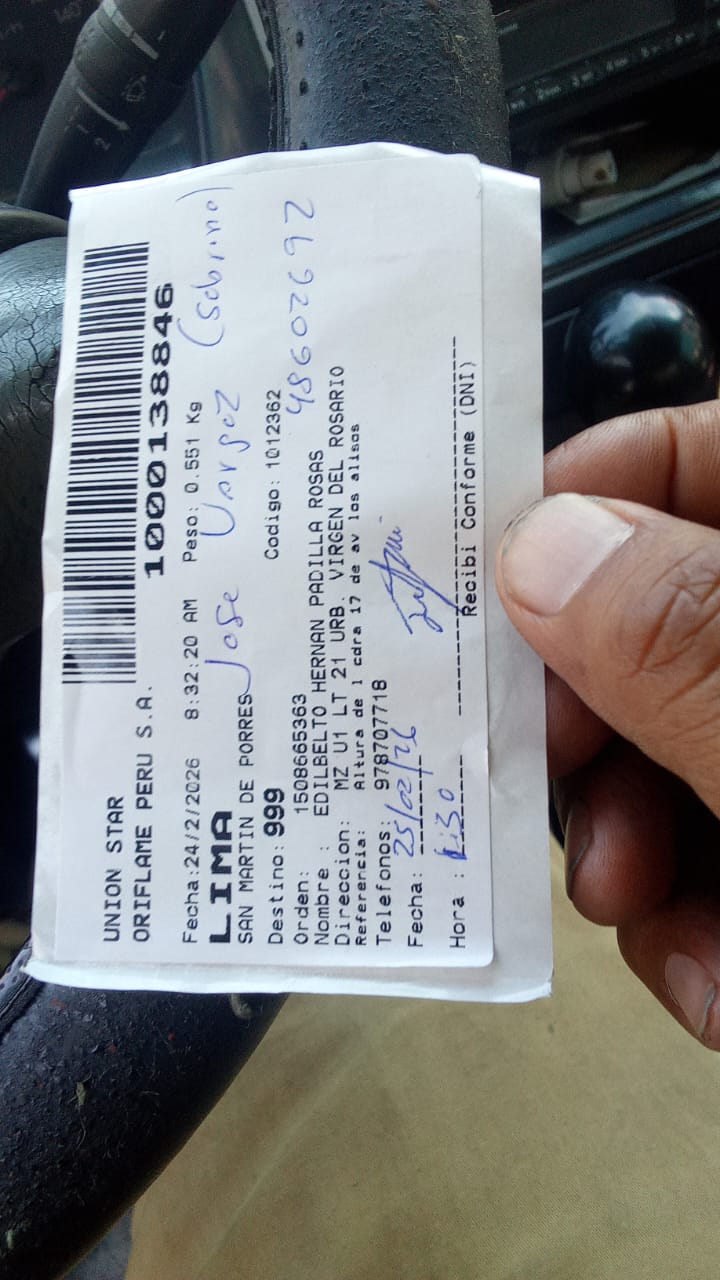 UNION STAR
ORIFLAME PERU S.A.
1000138846
Fecha:24/2/2026 8:32:20 AM Peso: 0.551 Kg
LIMA
Jose Vargaz (sobrino)
SAN MARTIN DE PORRES
Destino: 999 Codigo: 1012362
48602692
Orden: 1508665363
Nombre : EDILBELTO HERNAN PADILLA ROSAS
Direccion: MZ U1 LT 21 URB. VIRGEN DEL ROSARIO
Referencia: Altura de l cdra 17 de av los alisos
Telefonos: 978707718
Fecha: 25/02/26
Hora : :30
Recibi Conforme (DNI)